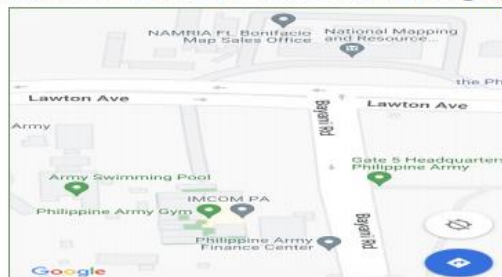 NAMRIA Ft. Bonifacio
Map Sales Office
National Mapping
and Resource...
the Ph
Lawton Ave
Lawton Ave
Bayani Rd
Army
Gate 5 Headquarter
Philippine Army
Army Swimming Pool
IMCOM PA
Philippine Army Gym
Bayani Rd
Philippine Army
Finance Center
Google